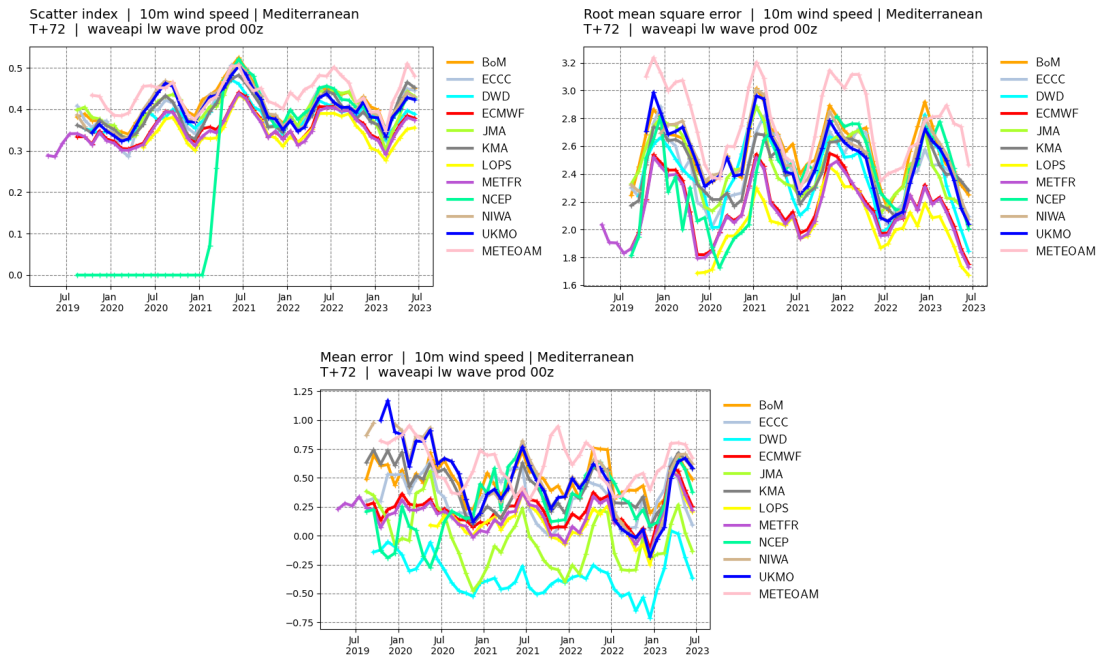 Scatter index | 10m wind speed | Mediterranean
T+72 | waveapi lw wave prod 00z
0.5
0.4
0.3
0.2
0.1
0.0
Jul 2019
Jan 2020
Jul 2020
Jan 2021
Jul 2021
Jan 2022
Jul 2022
Jan 2023
Jul 2023
BoM
ECCC
DWD
ECMWF
JMA
KMA
LOPS
METFR
NCEP
NIWA
UKMO
METEOAM
Root mean square error | 10m wind speed | Mediterranean
T+72 | waveapi lw wave prod 00z
3.2
3.0
2.8
2.6
2.4
2.2
2.0
1.8
1.6
Jul 2019
Jan 2020
Jul 2020
Jan 2021
Jul 2021
Jan 2022
Jul 2022
Jan 2023
Jul 2023
BoM
ECCC
DWD
ECMWF
JMA
KMA
LOPS
METFR
NCEP
NIWA
UKMO
METEOAM
Mean error | 10m wind speed | Mediterranean
T+72 | waveapi lw wave prod 00z
1.25
1.00
0.75
0.50
0.25
0.00
−0.25
−0.50
−0.75
Jul 2019
Jan 2020
Jul 2020
Jan 2021
Jul 2021
Jan 2022
Jul 2022
Jan 2023
Jul 2023
BoM
ECCC
DWD
ECMWF
JMA
KMA
LOPS
METFR
NCEP
NIWA
UKMO
METEOAM